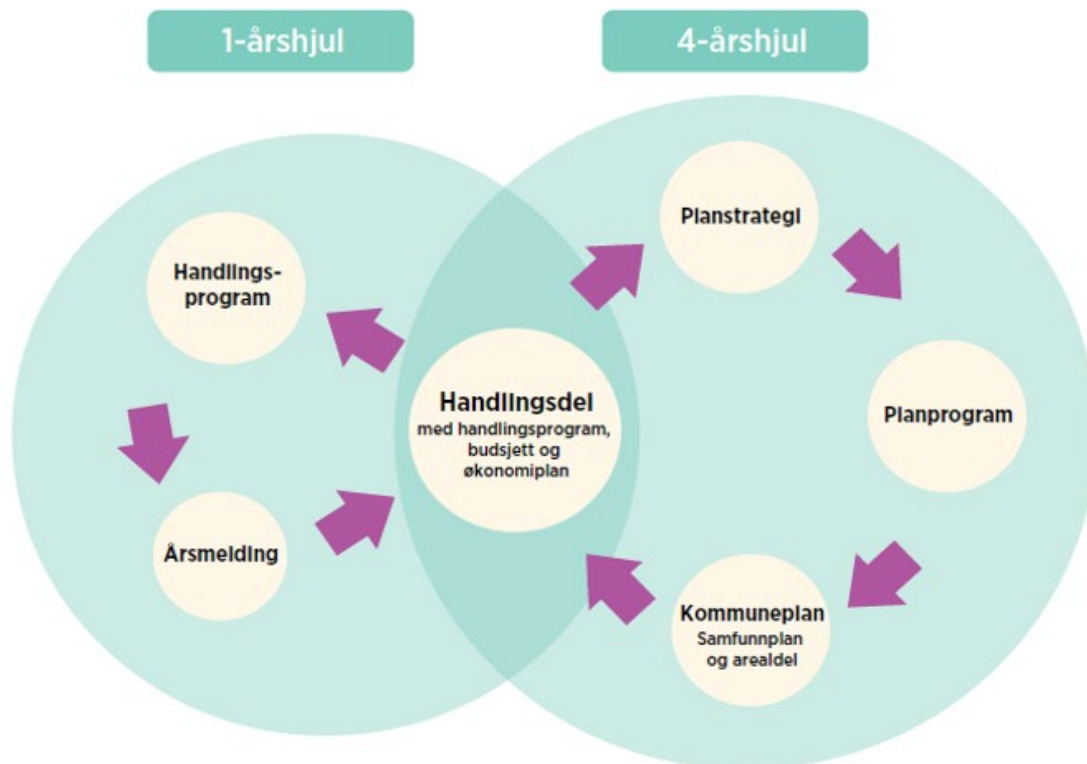 1-årshjul
4-årshjul
Planstrategi
Handlings-
program
Handlingsdel
med handlingsprogram,
budsjett og
økonomiplan
Planprogram
Årsmelding
Kommuneplan
Samfunnplan
og arealdel